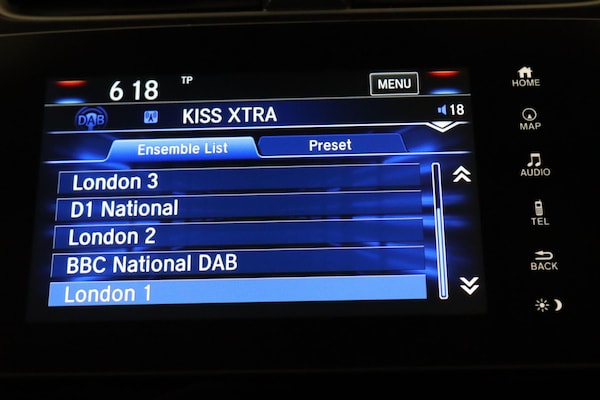 6 18 TP MENU
DAB KISS XTRA 18
Ensemble List Preset
London 3
D1 National
London 2
BBC National DAB
London 1
HOME
MAP
AUDIO
TEL
BACK